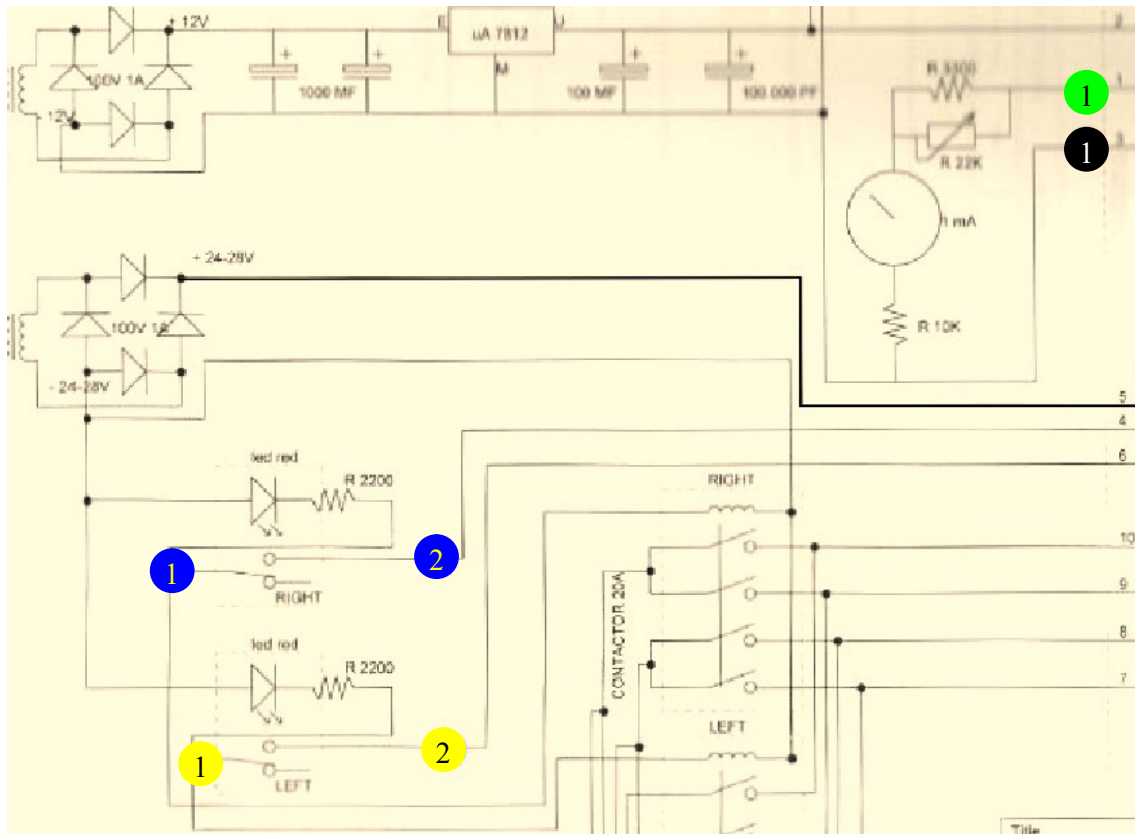 + 12V
E
uA 7812
U
2
100V 1A
M
R 3300
1
1
1000 MF
100 MF
100.000 PF
12V
3
1
R 22K
1 mA
+ 24-28V
100V 1A
R 10K
- 24-28V
5
4
led red
6
R 2200
RIGHT
10
2
1
CONTACTOR 20A
9
RIGHT
8
led red
R 2200
7
LEFT
2
1
LEFT
Title